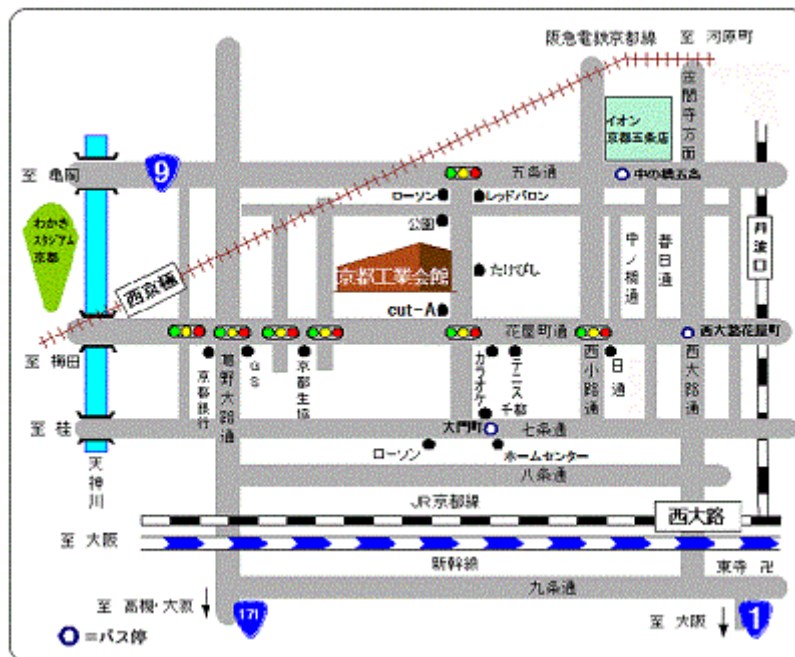 阪急電鉄京都線 至 河原町
イオン
京都五条店
9
至 亀岡
五条通
中の橋五条
ローソン
レッドバロン
公園
わかさ
スタジアム
京都
西京極
京都工業会館
たけびし
cut-A
中ノ橋通
春日通
丹波口
花屋町通
西大路花屋町
至 梅田
京都銀行
葛野大路通
GS
京都生協
カラオケ
テニス
西小路通
日通
西大路通
至 桂
大門町
七条通
ローソン
ホームセンター
天神川
八条通
JR京都線
西大路
至 大阪
新幹線
東寺 卍
九条通
至 高槻・大阪
171
至 大阪
1
=バス停